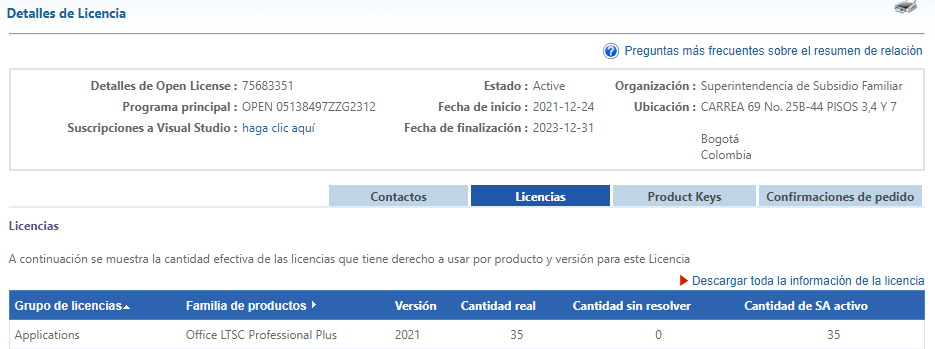 Detalles de Licencia
Preguntas más frecuentes sobre el resumen de relación
Detalles de Open License : 75683351 Estado : Active Organización : Superintendencia de Subsidio Familiar
Programa principal : OPEN 05138497ZZG2312 Fecha de inicio : 2021-12-24 Ubicación : CARREA 69 No. 25B-44 PISOS 3,4 Y 7
Suscripciones a Visual Studio : haga clic aquí Fecha de finalización : 2023-12-31
Bogotá
Colombia
Contactos Licencias Product Keys Confirmaciones de pedido
Licencias
A continuación se muestra la cantidad efectiva de las licencias que tiene derecho a usar por producto y versión para este Licencia
Descargar toda la información de la licencia
Grupo de licencias Familia de productos Versión Cantidad real Cantidad sin resolver Cantidad de SA activo
Applications Office LTSC Professional Plus 2021 35 0 35